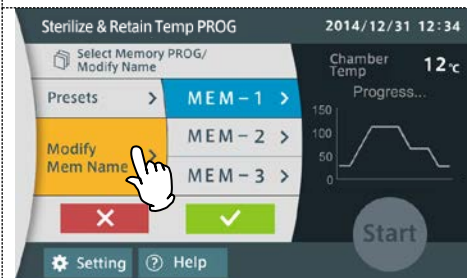 Sterilize & Retain Temp PROG
2014/12/31 12:34
Select Memory PROG/
Modify Name
Presets >
Modify
Mem Name >
MEM-1 >
MEM-2 >
MEM-3 >
Chamber
Temp
12℃
Progress...
150
100
50
0
Start
Setting
? Help